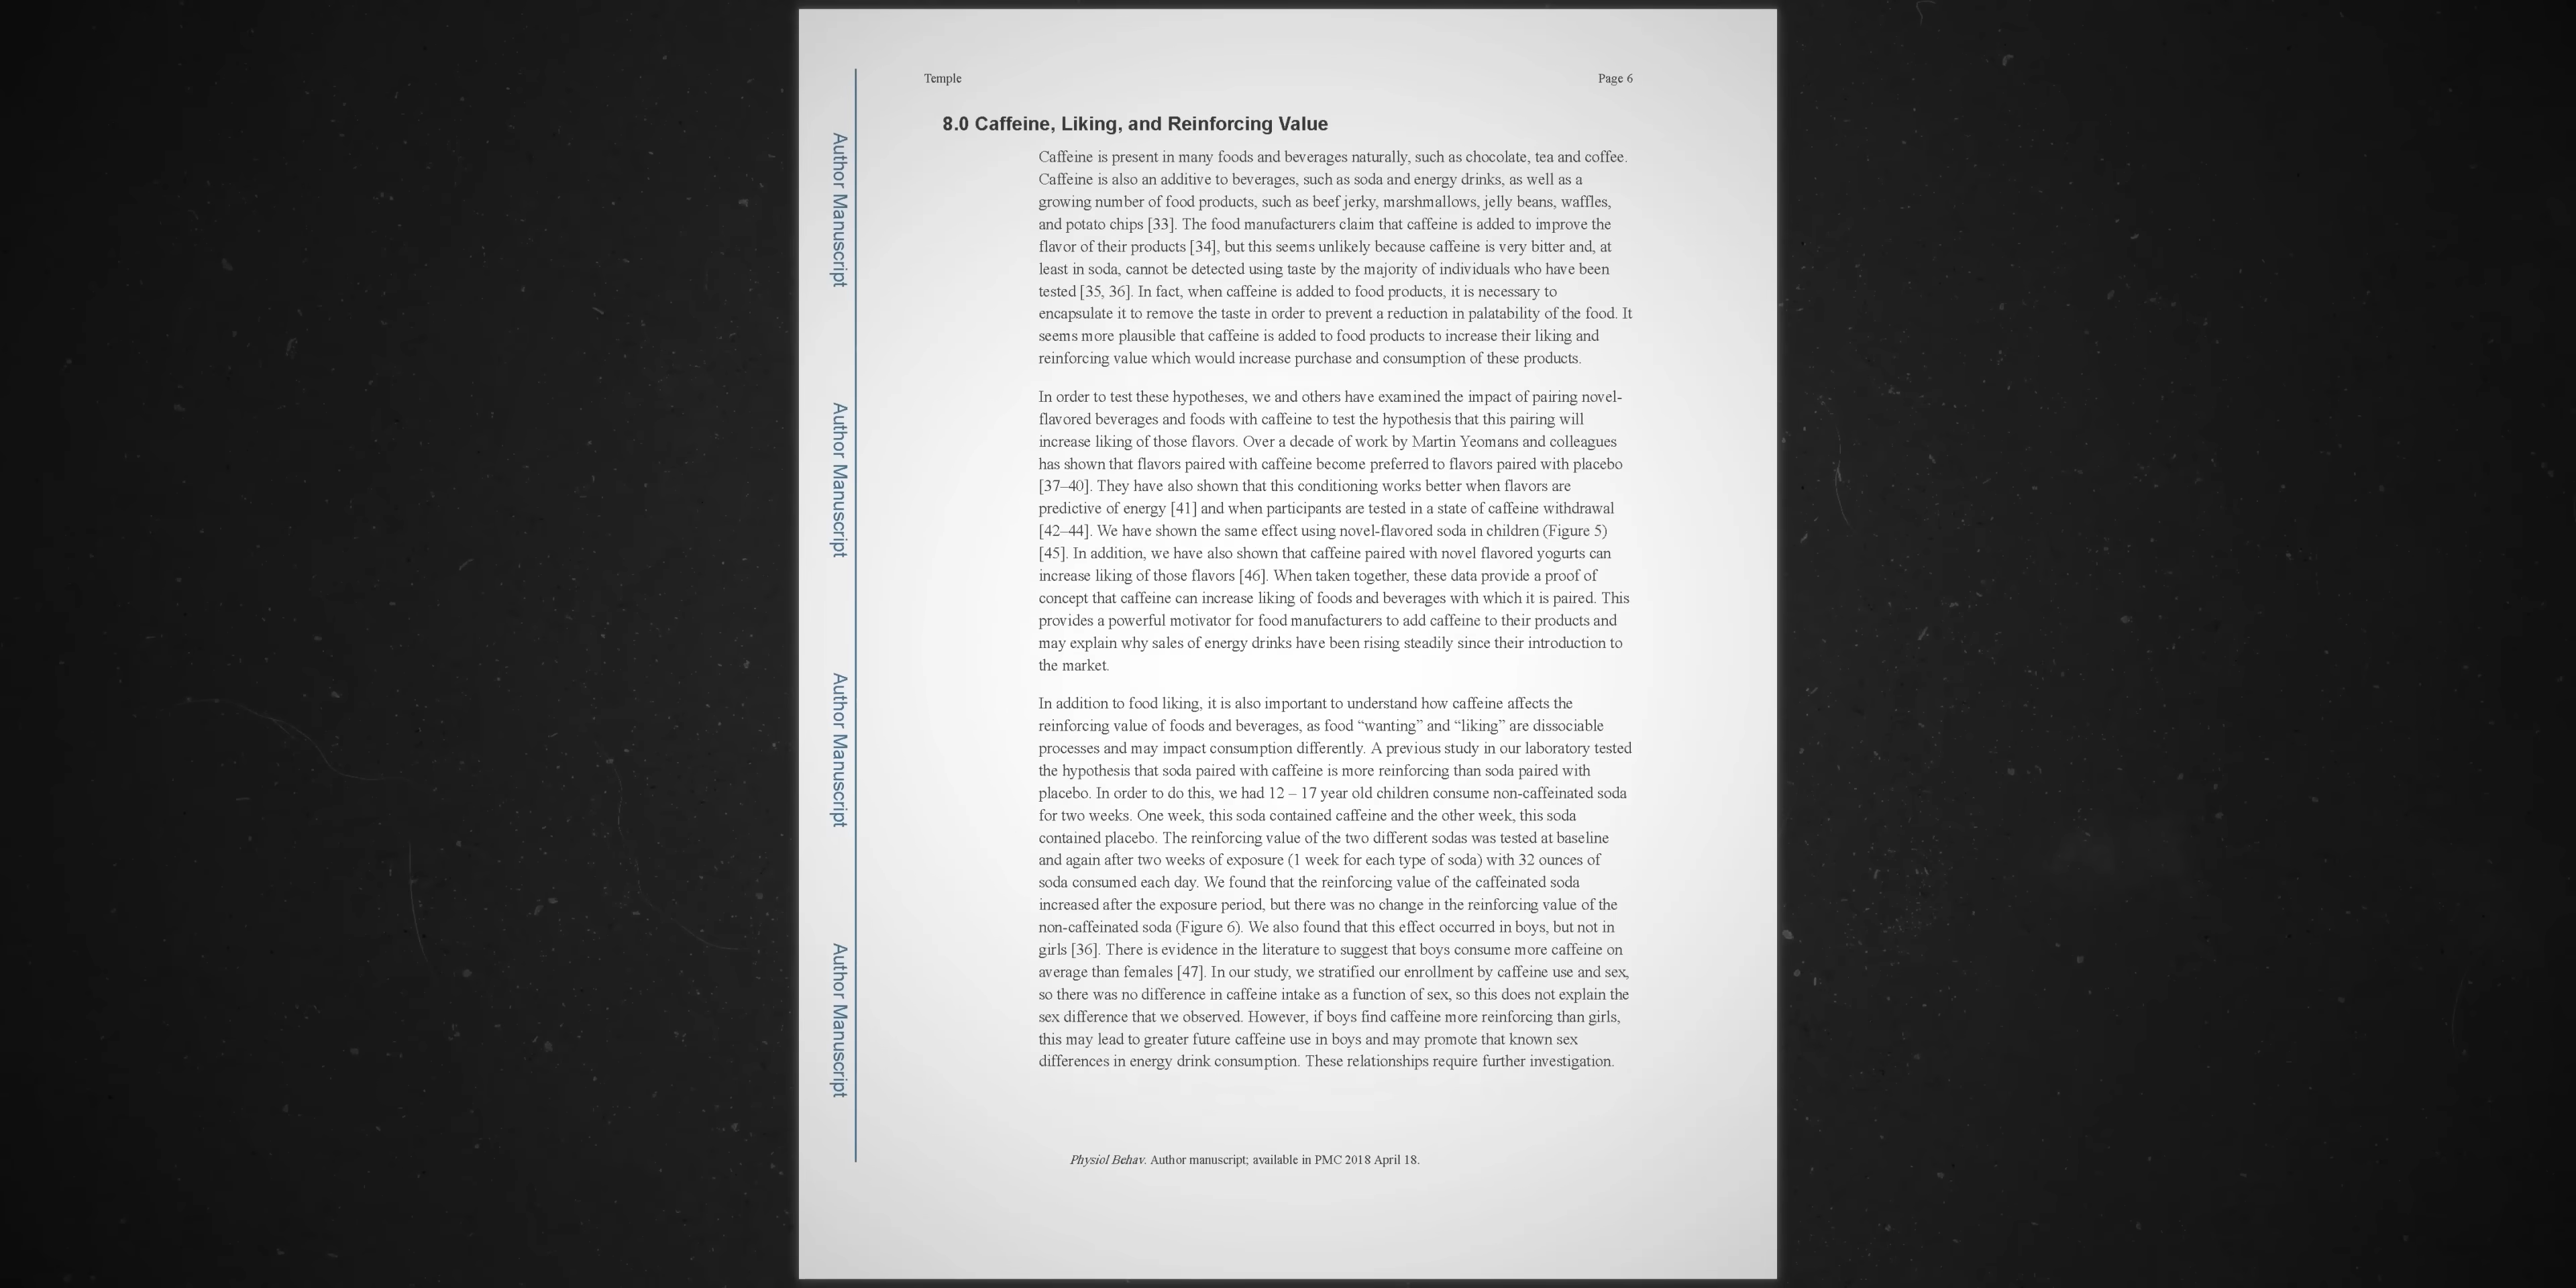 Temple
Page 6
8.0 Caffeine, Liking, and Reinforcing Value
Caffeine is present in many foods and beverages naturally, such as chocolate, tea and coffee.
Caffeine is also an additive to beverages, such as soda and energy drinks, as well as a
growing number of food products, such as beef jerky, marshmallows, jelly beans, waffles,
and potato chips [33]. The food manufacturers claim that caffeine is added to improve the
flavor of their products [34], but this seems unlikely because caffeine is very bitter and, at
least in soda, cannot be detected using taste by the majority of individuals who have been
tested [35, 36]. In fact, when caffeine is added to food products, it is necessary to
encapsulate it to remove the taste in order to prevent a reduction in palatability of the food. It
seems more plausible that caffeine is added to food products to increase their liking and
reinforcing value which would increase purchase and consumption of these products.
In order to test these hypotheses, we and others have examined the impact of pairing novel-
flavored beverages and foods with caffeine to test the hypothesis that this pairing will
increase liking of those flavors. Over a decade of work by Martin Yeomans and colleagues
has shown that flavors paired with caffeine become preferred to flavors paired with placebo
[37–40]. They have also shown that this conditioning works better when flavors are
predictive of energy [41] and when participants are tested in a state of caffeine withdrawal
[42–44]. We have shown the same effect using novel-flavored soda in children (Figure 5)
[45]. In addition, we have also shown that caffeine paired with novel flavored yogurts can
increase liking of those flavors [46]. When taken together, these data provide a proof of
concept that caffeine can increase liking of foods and beverages with which it is paired. This
provides a powerful motivator for food manufacturers to add caffeine to their products and
may explain why sales of energy drinks have been rising steadily since their introduction to
the market.
In addition to food liking, it is also important to understand how caffeine affects the
reinforcing value of foods and beverages, as food “wanting” and “liking” are dissociable
processes and may impact consumption differently. A previous study in our laboratory tested
the hypothesis that soda paired with caffeine is more reinforcing than soda paired with
placebo. In order to do this, we had 12 – 17 year old children consume non-caffeinated soda
for two weeks. One week, this soda contained caffeine and the other week, this soda
contained placebo. The reinforcing value of the two different sodas was tested at baseline
and again after two weeks of exposure (1 week for each type of soda) with 32 ounces of
soda consumed each day. We found that the reinforcing value of the caffeinated soda
increased after the exposure period, but there was no change in the reinforcing value of the
non-caffeinated soda (Figure 6). We also found that this effect occurred in boys, but not in
girls [36]. There is evidence in the literature to suggest that boys consume more caffeine on
average than females [47]. In our study, we stratified our enrollment by caffeine use and sex,
so there was no difference in caffeine intake as a function of sex, so this does not explain the
sex difference that we observed. However, if boys find caffeine more reinforcing than girls,
this may lead to greater future caffeine use in boys and may promote that known sex
differences in energy drink consumption. These relationships require further investigation.
Physiol Behav. Author manuscript; available in PMC 2018 April 18.
Author Manuscript
Author Manuscript
Author Manuscript
Author Manuscript